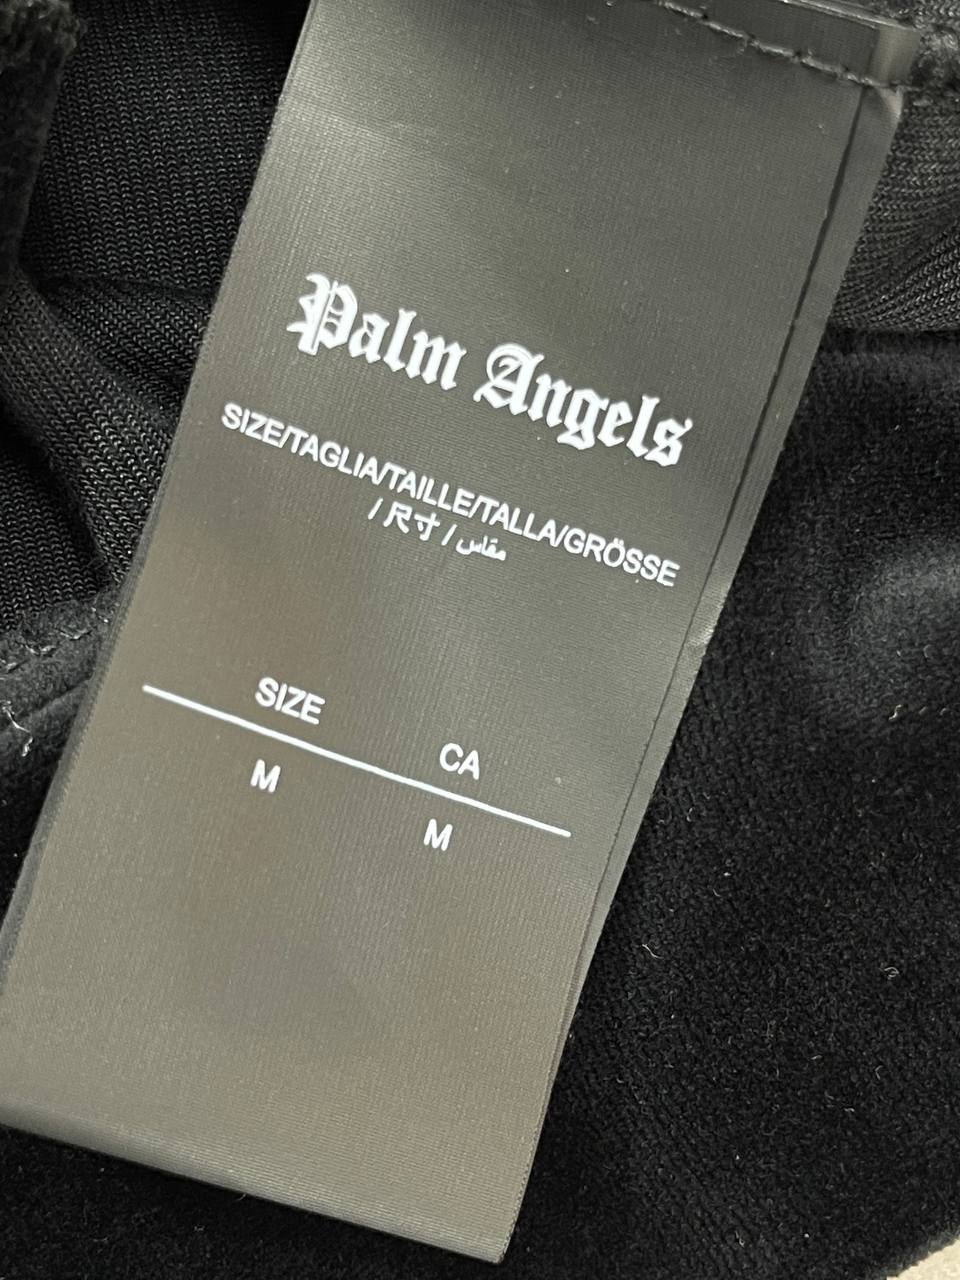 Palm Angels
SIZE/TAGLIA/TAILLE/TALLA/GRÖSSE
/ 尺寸 / مقاس
SIZE CA
M M